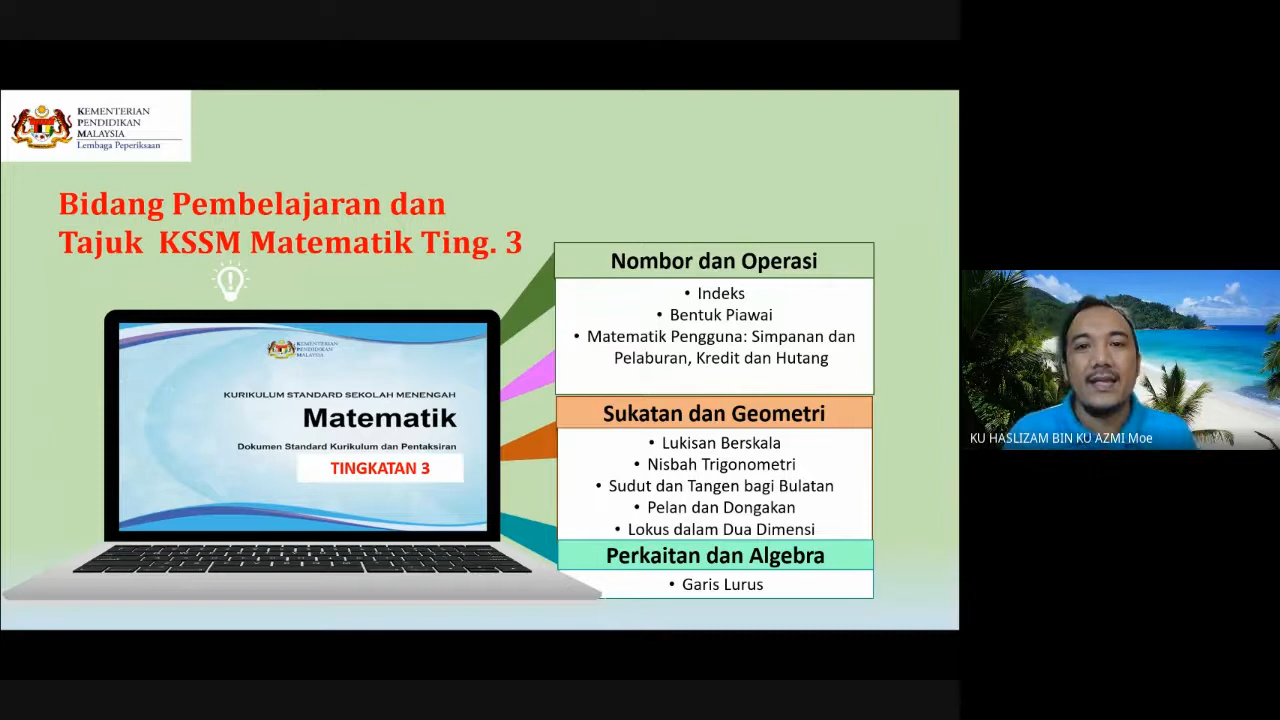 KEMENTERIAN
PENDIDIKAN
MALAYSIA
Lembaga Peperiksaan
Bidang Pembelajaran dan
Tajuk KSSM Matematik Ting. 3
KEMENTERIAN
PENDIDIKAN
MALAYSIA
KURIKULUM STANDARD SEKOLAH MENENGAH
Matematik
Dokumen Standard Kurikulum dan Pentaksiran
TINGKATAN 3
Nombor dan Operasi
• Indeks
• Bentuk Piawai
• Matematik Pengguna: Simpanan dan
Pelaburan, Kredit dan Hutang
Sukatan dan Geometri
• Lukisan Berskala
• Nisbah Trigonometri
• Sudut dan Tangen bagi Bulatan
• Pelan dan Dongakan
• Lokus dalam Dua Dimensi
Perkaitan dan Algebra
• Garis Lurus
KU HASLIZAM BIN KU AZMI Moe